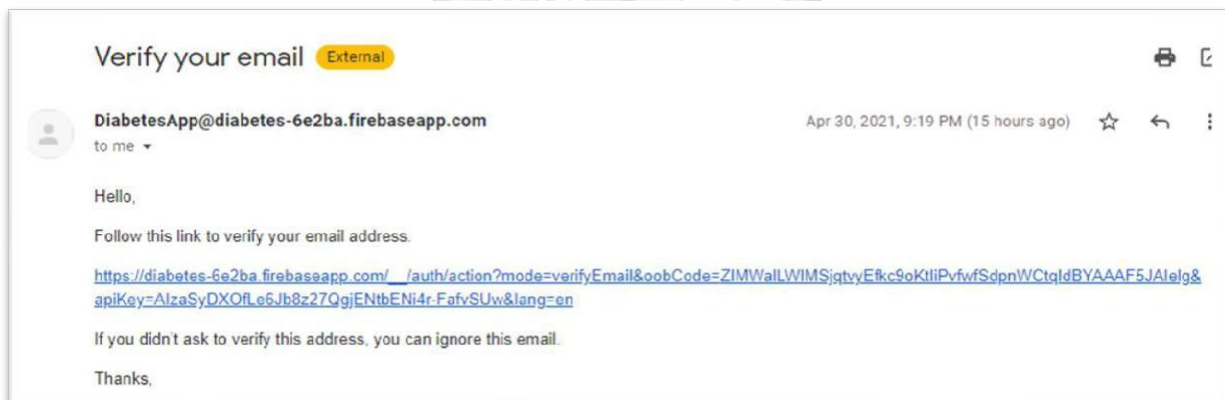 Verify your email External
DiabetesApp@diabetes-6e2ba.firebaseapp.com Apr 30, 2021, 9:19 PM (15 hours ago)
to me
Hello,
Follow this link to verify your email address.
https://diabetes-6e2ba.firebaseapp.com/__/auth/action?mode=verifyEmail&oobCode=ZIMWaILWIMSjqtvyEfkc9oKtIiPvfwfSdpnWCtqIdBYAAAF5JAIeIg&
apiKey=AIzaSyDXOfLe6Jb8z27QgjENtbENi4r-FafvSUw&lang=en
If you didn't ask to verify this address, you can ignore this email.
Thanks,